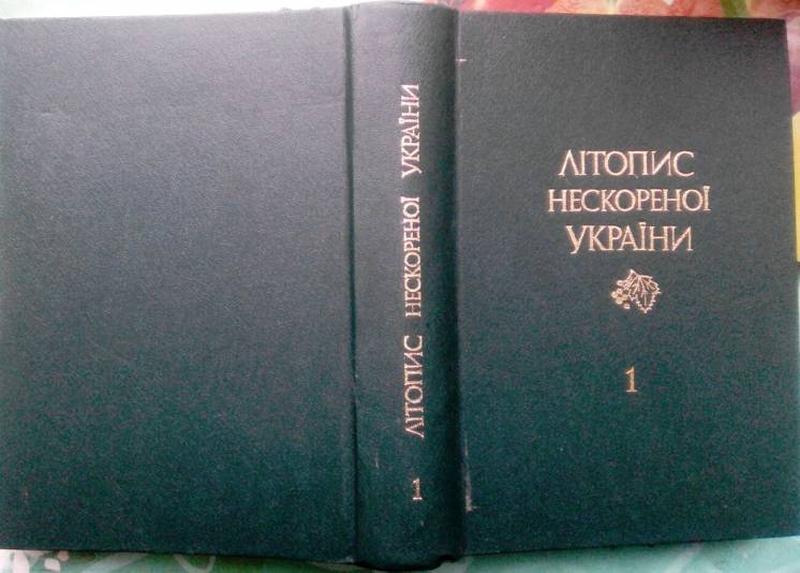 ЛІТОПИС
НЕСКОРЕНОЇ
УКРАЇНИ
1
ЛІТОПИС НЕСКОРЕНОЇ УКРАЇНИ
1